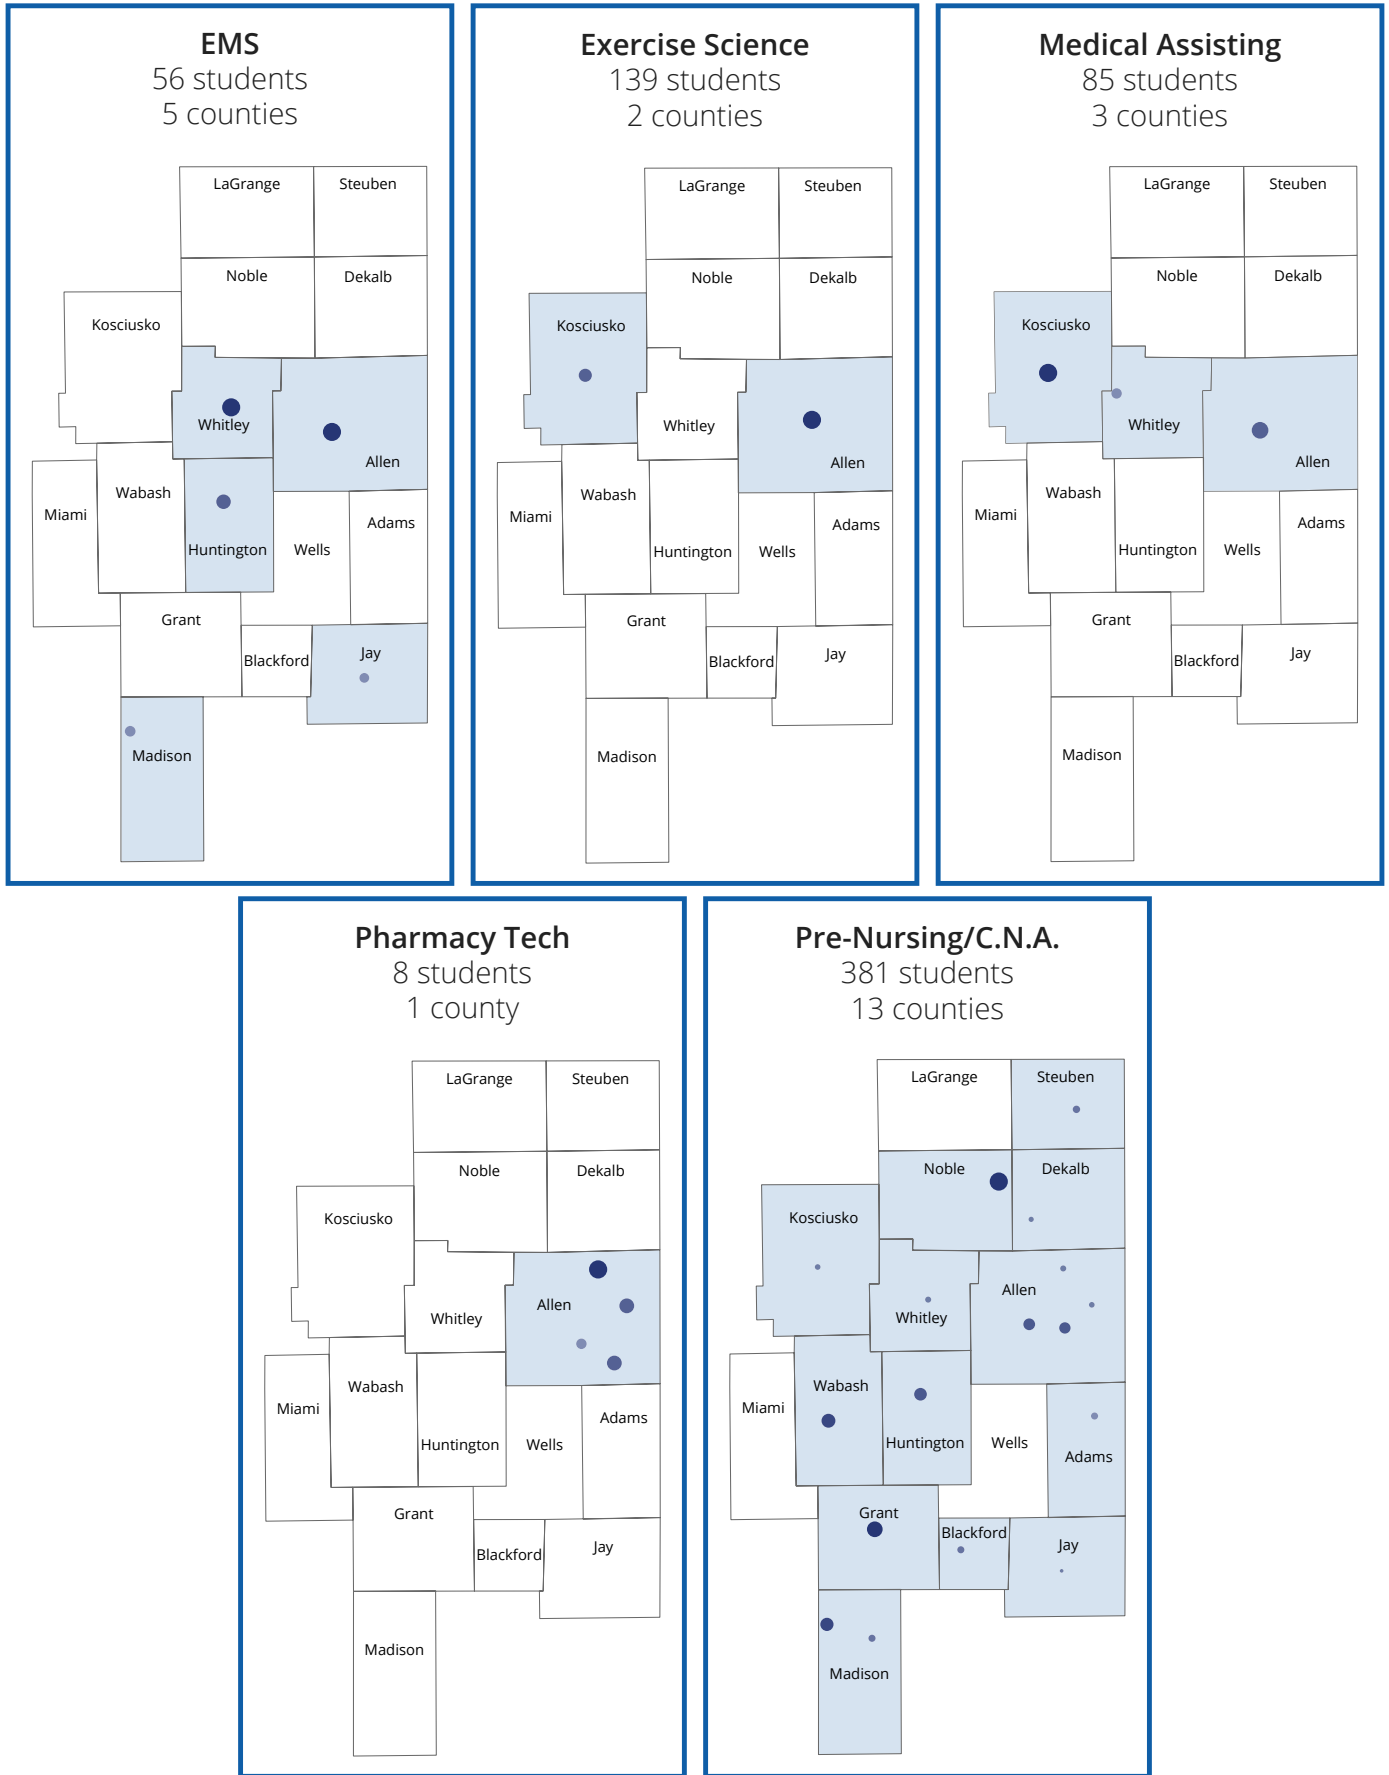 EMS
56 students
5 counties
LaGrange
Steuben
Noble
Dekalb
Kosciusko
Whitley
Allen
Wabash
Miami
Adams
Huntington
Wells
Grant
Blackford
Jay
Madison
Exercise Science
139 students
2 counties
LaGrange
Steuben
Noble
Dekalb
Kosciusko
Whitley
Allen
Wabash
Miami
Adams
Huntington
Wells
Grant
Blackford
Jay
Madison
Medical Assisting
85 students
3 counties
LaGrange
Steuben
Noble
Dekalb
Kosciusko
Whitley
Allen
Wabash
Miami
Adams
Huntington
Wells
Grant
Blackford
Jay
Madison
Pharmacy Tech
8 students
1 county
LaGrange
Steuben
Noble
Dekalb
Kosciusko
Allen
Whitley
Wabash
Miami
Adams
Huntington
Wells
Grant
Blackford
Jay
Madison
Pre-Nursing/C.N.A.
381 students
13 counties
LaGrange
Steuben
Noble
Dekalb
Kosciusko
Allen
Whitley
Wabash
Miami
Huntington
Wells
Adams
Grant
Blackford
Jay
Madison